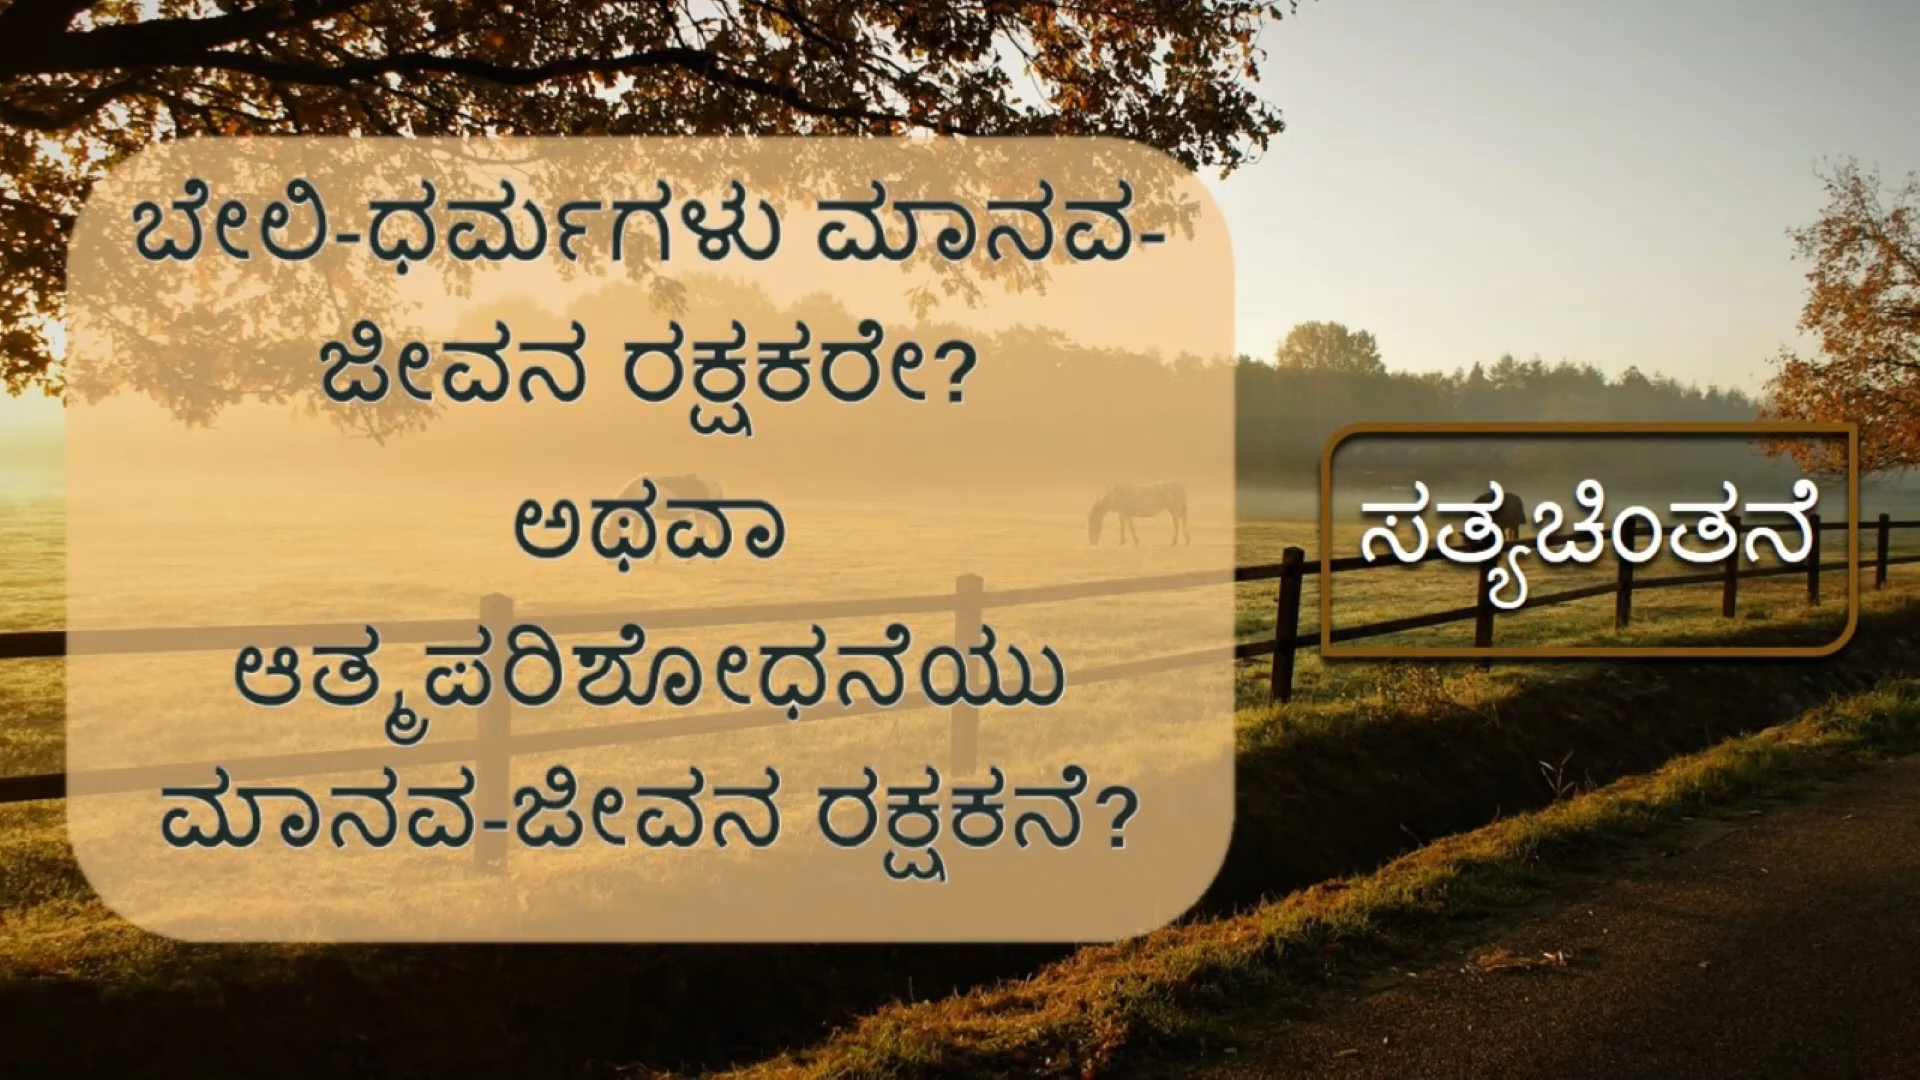 ಬೇಲಿ-ಧರ್ಮಗಳು ಮಾನವ-
ಜೀವನ ರಕ್ಷಕರೇ?
ಅಥವಾ
ಆತ್ಮಪರಿಶೋಧನೆಯು
ಮಾನವ-ಜೀವನ ರಕ್ಷಕನೆ?
ಸತ್ಯಚಿಂತನೆ